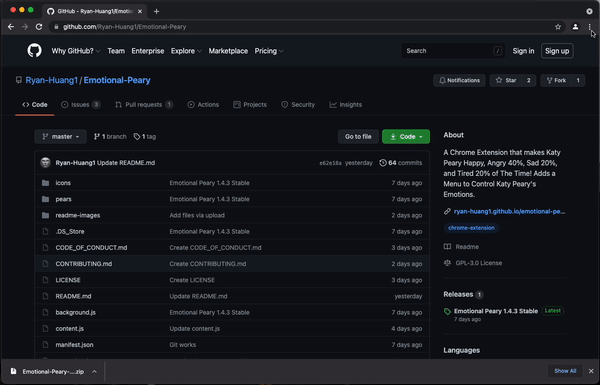 GitHub - Ryan-Huang1/Emotion
github.com/Ryan-Huang1/Emotional-Peary
Why GitHub? Team Enterprise Explore Marketplace Pricing Search / Sign in Sign up
Ryan-Huang1 / Emotional-Peary
Notifications Star 2 Fork 1
Code Issues 3 Pull requests 1 Actions Projects Security Insights
master 1 branch 1 tag Go to file Code
Ryan-Huang1 Update README.md e62e18a yesterday 64 commits
icons Emotional Peary 1.4.3 Stable 7 days ago
pears Emotional Peary 1.4.3 Stable 7 days ago
readme-images Add files via upload 2 days ago
.DS_Store Emotional Peary 1.4.3 Stable 7 days ago
CODE_OF_CONDUCT.md Create CODE_OF_CONDUCT.md 3 days ago
CONTRIBUTING.md Create CONTRIBUTING.md 2 days ago
LICENSE Create LICENSE 3 days ago
README.md Update README.md yesterday
background.js Emotional Peary 1.4.3 Stable 7 days ago
content.js Update content.js 4 days ago
manifest.json Git works 7 days ago
About
A Chrome Extension that makes Katy
Peary Happy, Angry 40%, Sad 20%,
and Tired 20% of The Time! Adds a
Menu to Control Katy Peary's
Emotions.
ryan-huang1.github.io/emotional-pe...
chrome-extension
Readme
GPL-3.0 License
Releases 1
Emotional Peary 1.4.3 Stable Latest
7 days ago
Languages
Emotional-Peary-....zip
Show All